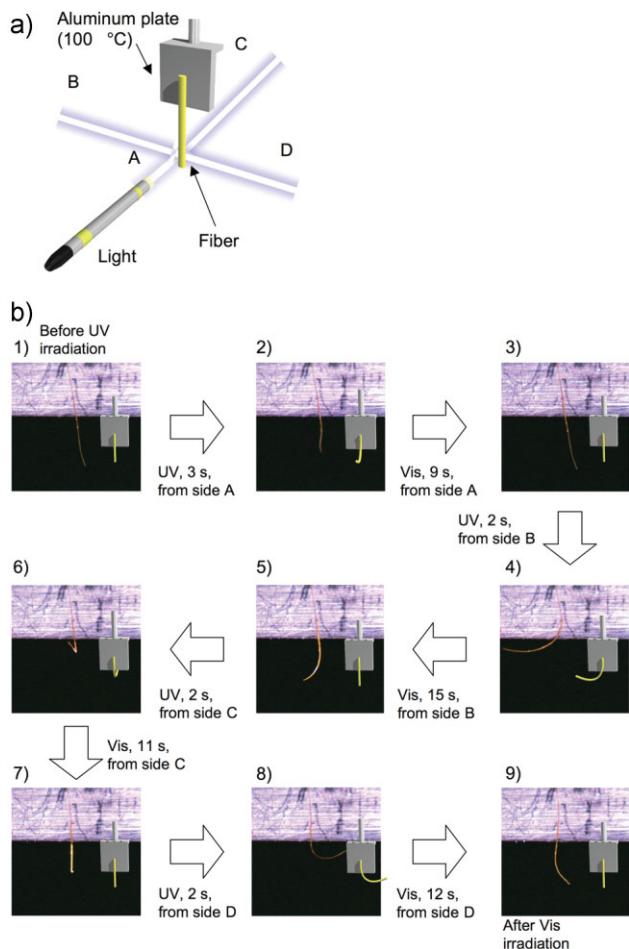 a)
Aluminum plate
(100 °C)
C
B
A
D
Fiber
Light
b)
Before UV
1) irradiation
2)
3)
UV, 3 s,
from side A
Vis, 9 s,
from side A
UV, 2 s,
from side B
6)
5)
4)
UV, 2 s,
from side C
Vis, 15 s,
from side B
Vis, 11 s,
from side C
7)
8)
9)
UV, 2 s,
from side D
Vis, 12 s,
from side D
After Vis
irradiation